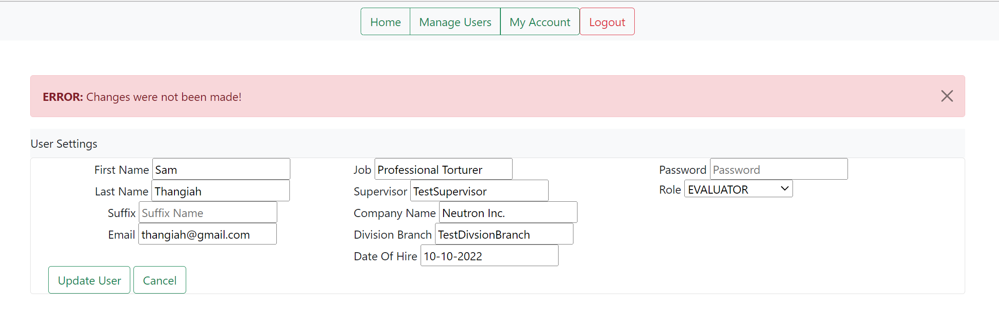 Home Manage Users My Account Logout
ERROR: Changes were not been made!
User Settings
First Name Sam
Last Name Thangiah
Suffix Suffix Name
Email thangiah@gmail.com
Job Professional Torturer
Supervisor TestSupervisor
Company Name Neutron Inc.
Division Branch TestDivsionBranch
Date Of Hire 10-10-2022
Password Password
Role EVALUATOR
Update User Cancel